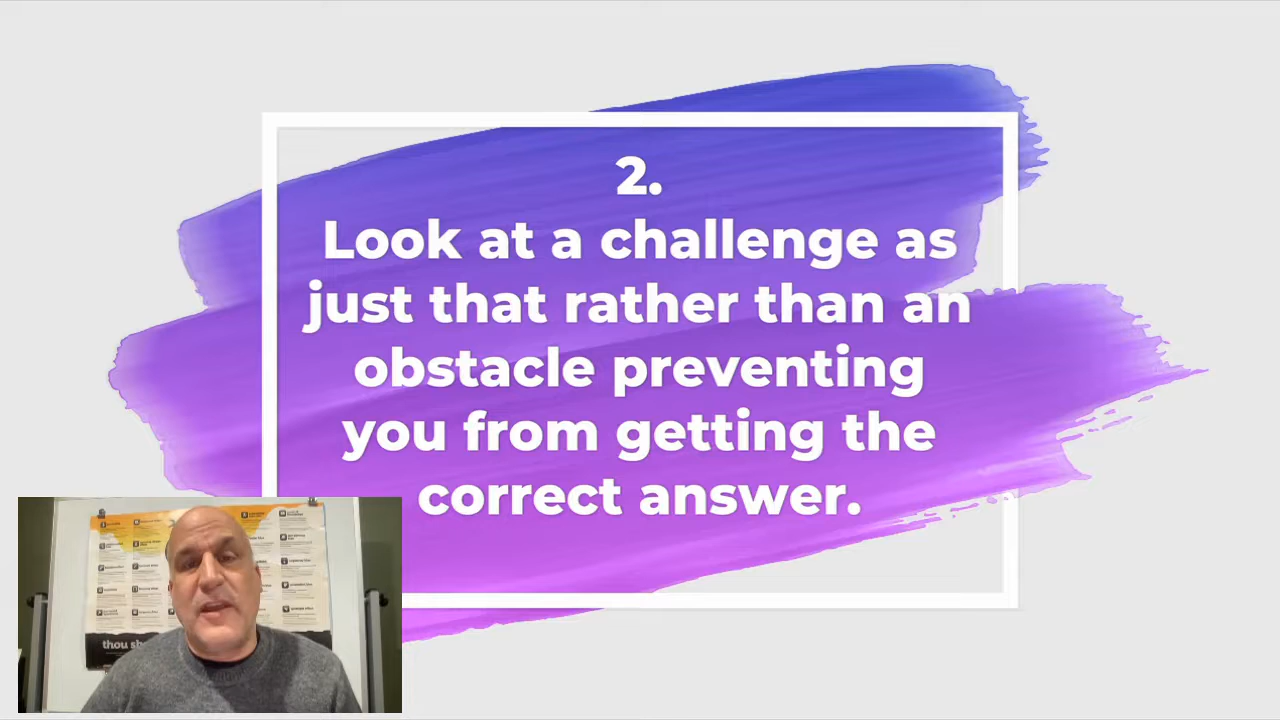 2.
Look at a challenge as
just that rather than an
obstacle preventing
you from getting the
correct answer.